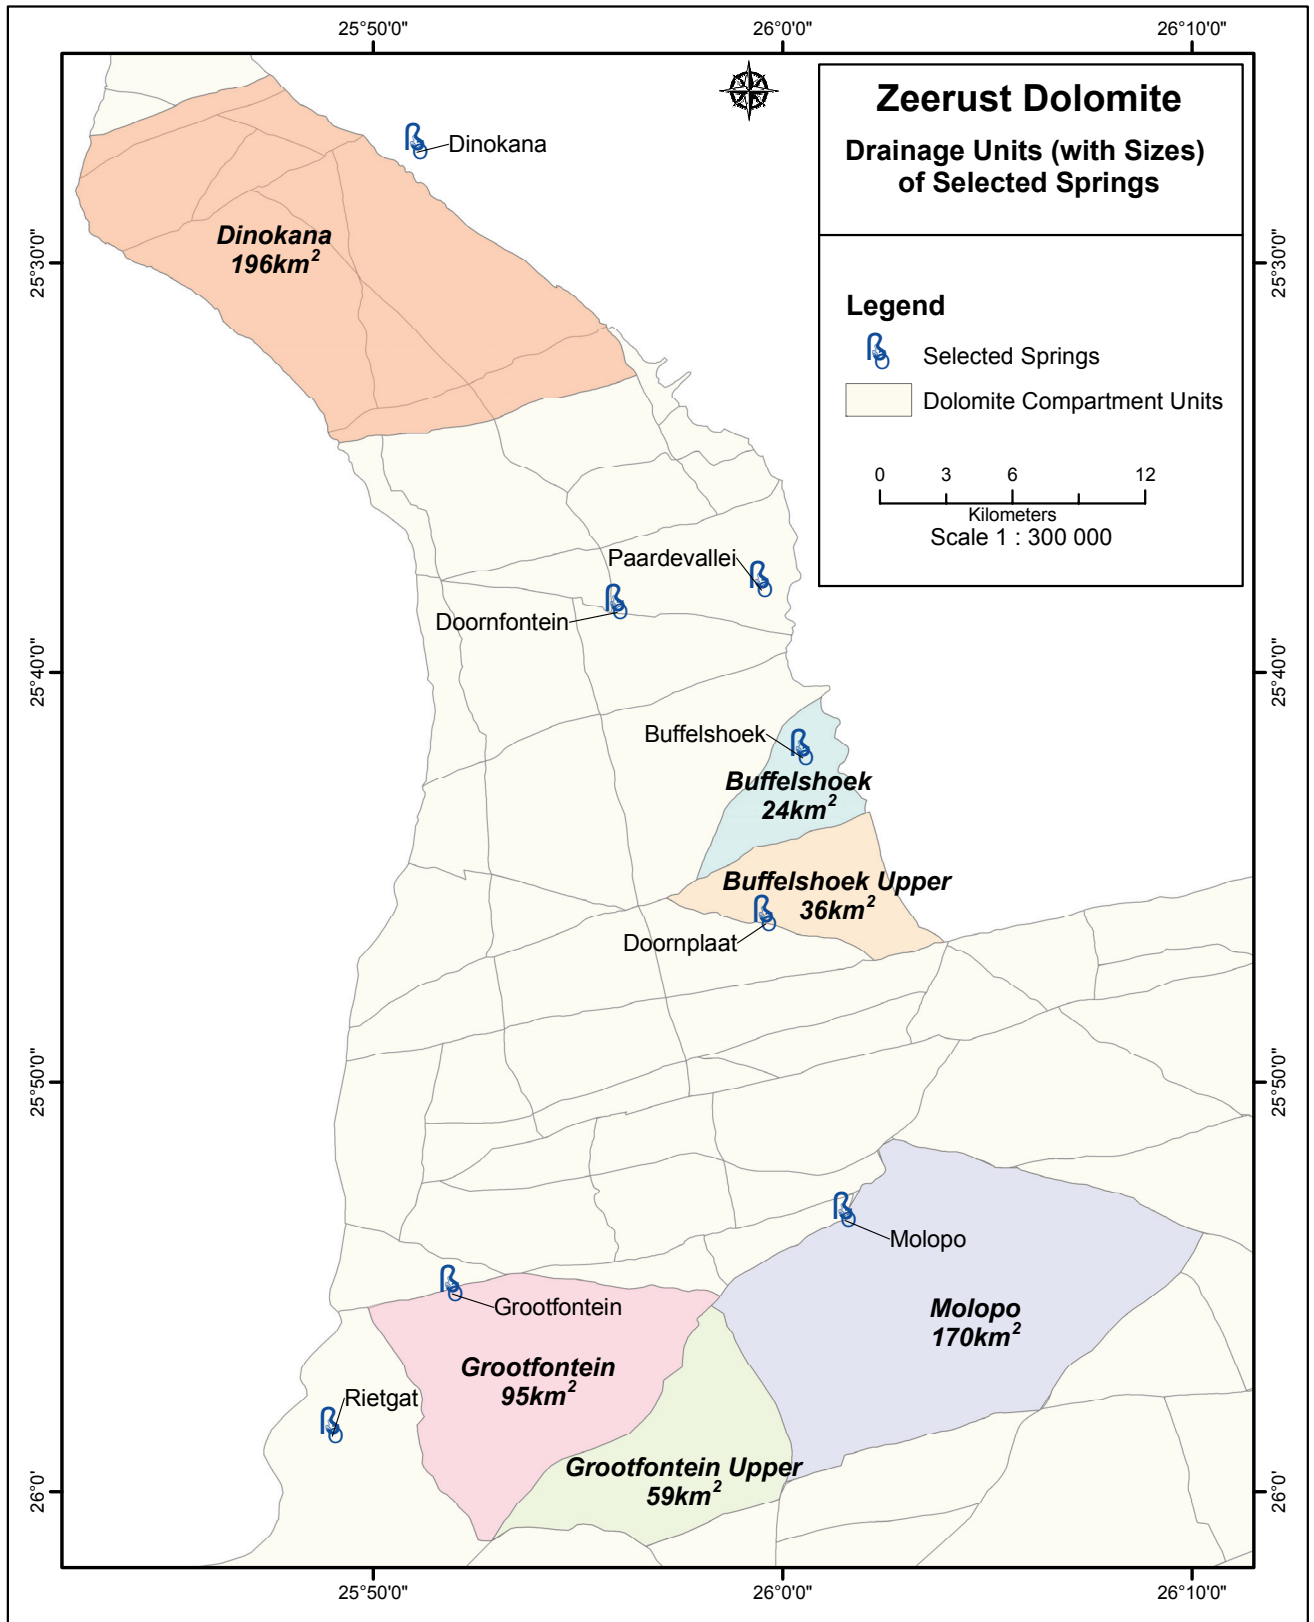 25°50'0"
26°0'0"
26°10'0"
Zeerust Dolomite
Drainage Units (with Sizes)
of Selected Springs
Legend
Selected Springs
Dolomite Compartment Units
0 3 6 12
Kilometers
Scale 1 : 300 000
Dinokana
Dinokana
196km²
25°30'0"
25°30'0"
Paardevallei
Doornfontein
25°40'0"
25°40'0"
Buffelshoek
Buffelshoek
24km²
Buffelshoek Upper
36km²
Doornplaat
25°50'0"
25°50'0"
Molopo
Molopo
170km²
Grootfontein
Grootfontein
95km²
Rietgat
Grootfontein Upper
59km²
26°0'
26°0'
25°50'0"
26°0'0"
26°10'0"